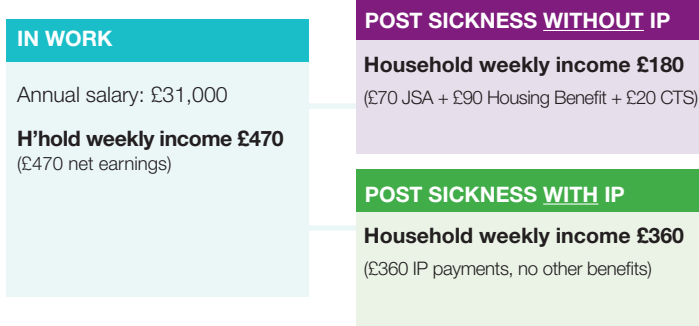 IN WORK
Annual salary: £31,000
H'hold weekly income £470
(£470 net earnings)
POST SICKNESS WITHOUT IP
Household weekly income £180
(£70 JSA + £90 Housing Benefit + £20 CTS)
POST SICKNESS WITH IP
Household weekly income £360
(£360 IP payments, no other benefits)